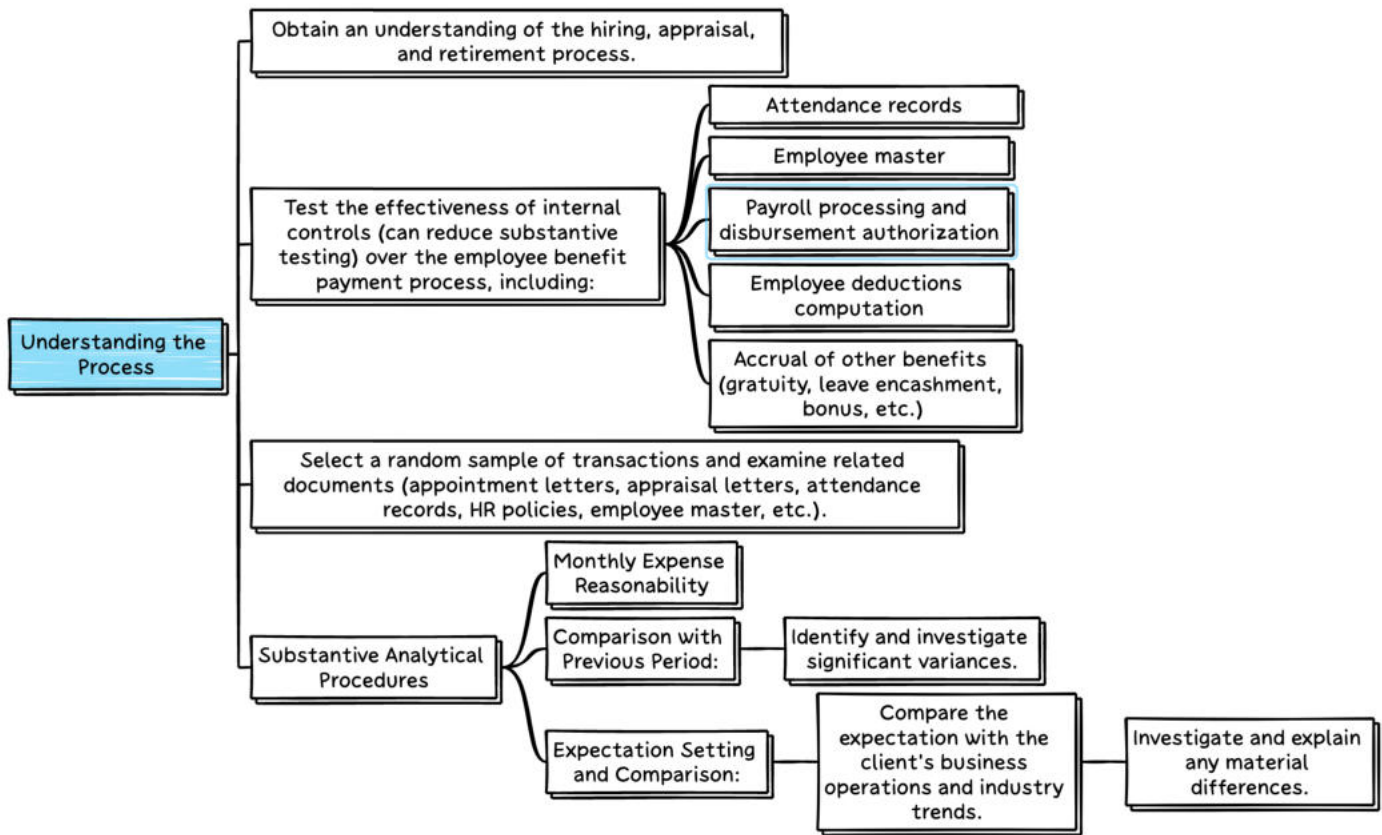 Obtain an understanding of the hiring, appraisal,
and retirement process.
Attendance records
Employee master
Test the effectiveness of internal
controls (can reduce substantive
testing) over the employee benefit
payment process, including:
Payroll processing and
disbursement authorization
Employee deductions
computation
Accrual of other benefits
(gratuity, leave encashment,
bonus, etc.)
Understanding the
Process
Select a random sample of transactions and examine related
documents (appointment letters, appraisal letters, attendance
records, HR policies, employee master, etc.).
Substantive Analytical
Procedures
Monthly Expense
Reasonability
Comparison with
Previous Period:
Identify and investigate
significant variances.
Expectation Setting
and Comparison:
Compare the
expectation with the
client's business
operations and industry
trends.
Investigate and explain
any material
differences.